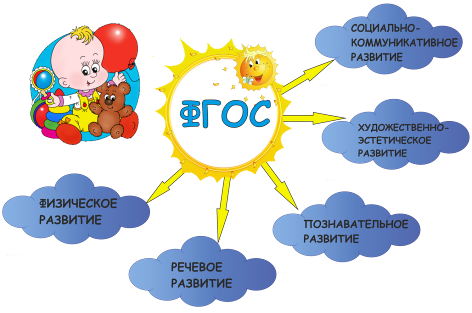 ФГОС
СОЦИАЛЬНО-
КОММУНИКАТИВНОЕ
РАЗВИТИЕ
ХУДОЖЕСТВЕННО-
ЭСТЕТИЧЕСКОЕ
РАЗВИТИЕ
ПОЗНАВАТЕЛЬНОЕ
РАЗВИТИЕ
РЕЧЕВОЕ
РАЗВИТИЕ
ФИЗИЧЕСКОЕ
РАЗВИТИЕ